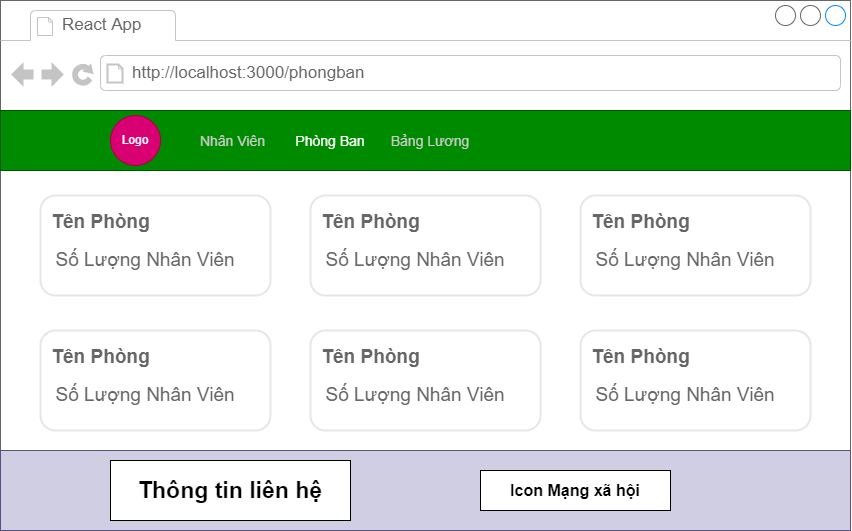 React App
http://localhost:3000/phongban
Logo
Nhân Viên
Phòng Ban
Bảng Lương
Tên Phòng
Số Lượng Nhân Viên
Tên Phòng
Số Lượng Nhân Viên
Tên Phòng
Số Lượng Nhân Viên
Tên Phòng
Số Lượng Nhân Viên
Tên Phòng
Số Lượng Nhân Viên
Tên Phòng
Số Lượng Nhân Viên
Thông tin liên hệ
Icon Mạng xã hội